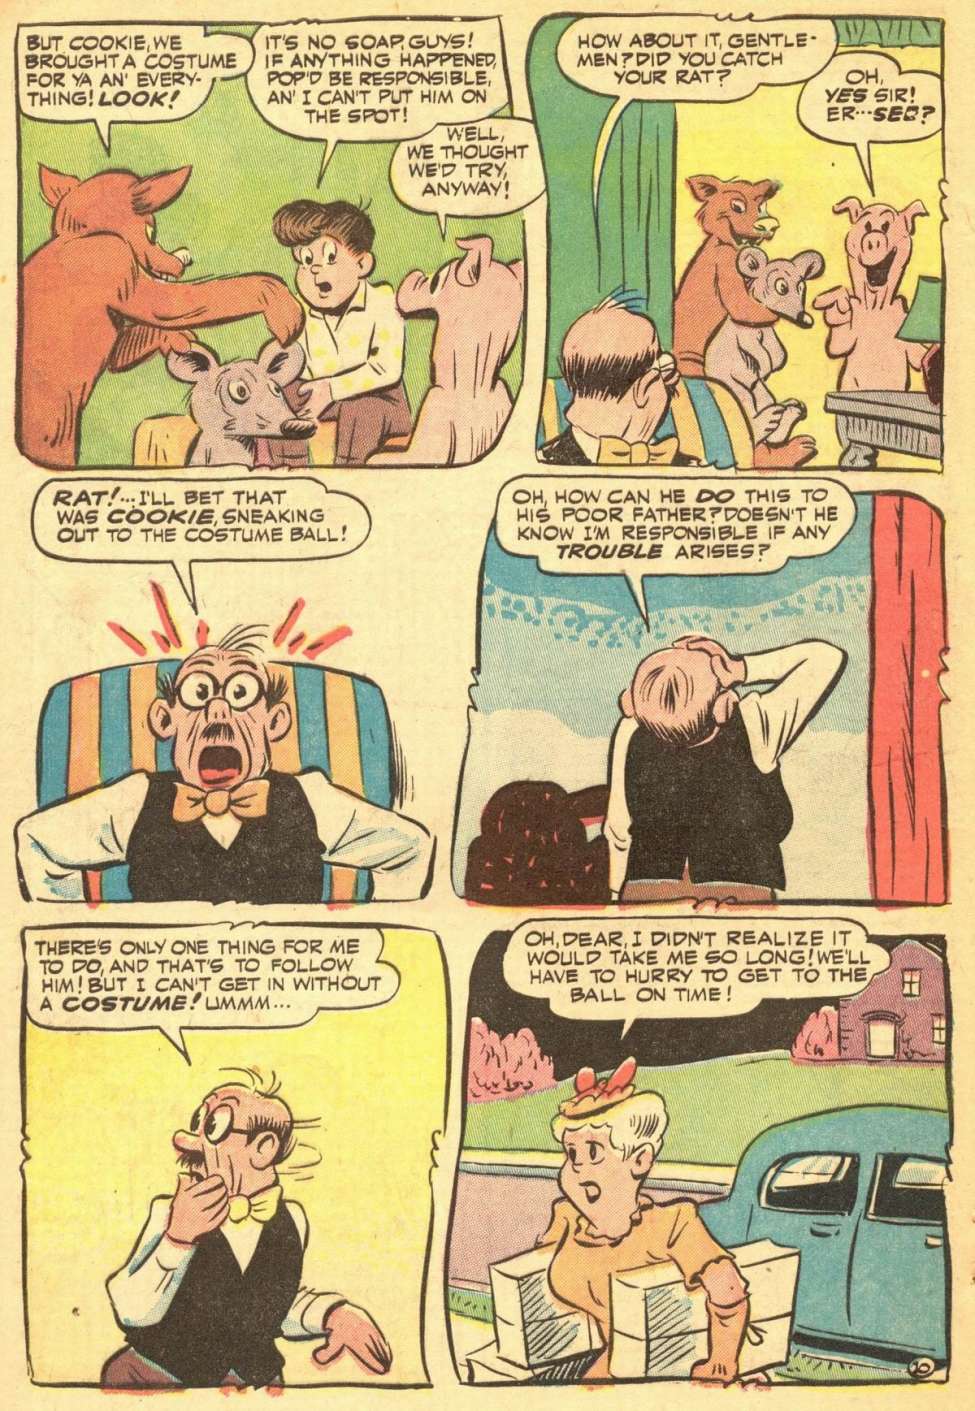 BUT COOKIE, WE
BROUGHT A COSTUME
FOR YA AN' EVERY-
THING! LOOK!
IT'S NO SOAP, GUYS!
IF ANYTHING HAPPENED,
POP'D BE RESPONSIBLE,
AN' I CAN'T PUT HIM ON
THE SPOT!
WELL,
WE THOUGHT
WE'D TRY,
ANYWAY!
HOW ABOUT IT, GENTLE-
MEN? DID YOU CATCH
YOUR RAT?
OH,
YES SIR!
ER...SEE?
RAT!... I'LL BET THAT
WAS COOKIE, SNEAKING
OUT TO THE COSTUME BALL!
OH, HOW CAN HE DO THIS TO
HIS POOR FATHER? DOESN'T HE
KNOW I'M RESPONSIBLE IF ANY
TROUBLE ARISES?
THERE'S ONLY ONE THING FOR ME
TO DO, AND THAT'S TO FOLLOW
HIM! BUT I CAN'T GET IN WITHOUT
A COSTUME! UMMM...
OH, DEAR, I DIDN'T REALIZE IT
WOULD TAKE ME SO LONG! WE'LL
HAVE TO HURRY TO GET TO THE
BALL ON TIME!
10